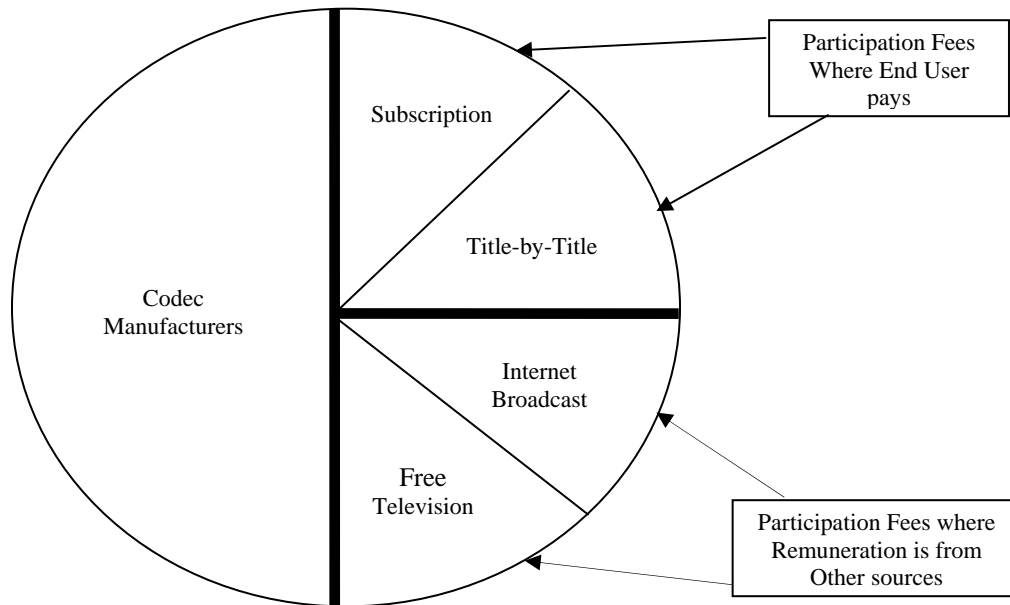 Participation Fees
Where End User
pays
Subscription
Title-by-Title
Codec
Manufacturers
Internet
Broadcast
Free
Television
Participation Fees where
Remuneration is from
Other sources